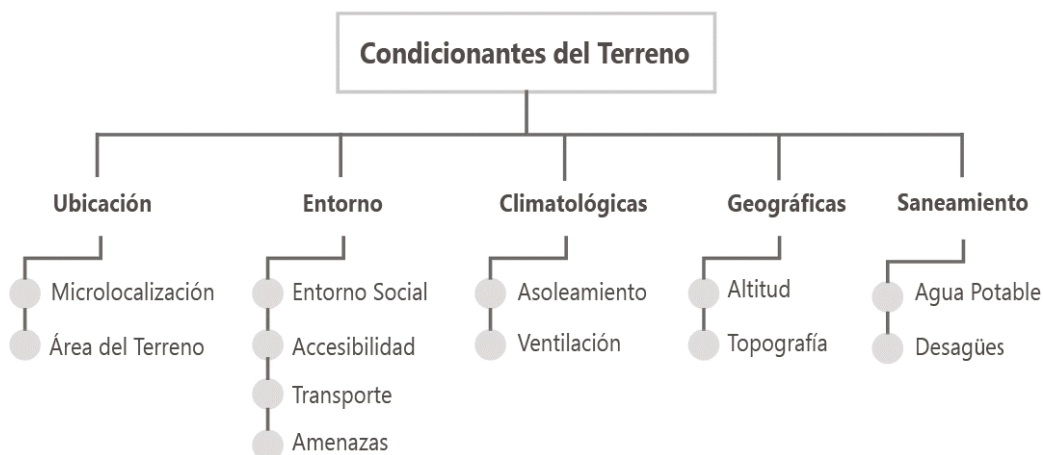 Condicionantes del Terreno
Ubicación
Microlocalización
Área del Terreno
Entorno
Entorno Social
Accesibilidad
Transporte
Amenazas
Climatológicas
Asoleamiento
Ventilación
Geográficas
Altitud
Topografía
Saneamiento
Agua Potable
Desagües